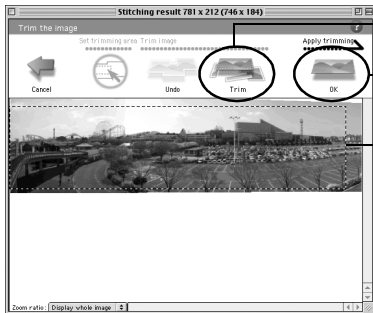 Stitching result 781 x 212 (746 x 184)
Trim the image
Set trimming area Trim image Apply trimming
Cancel Undo Trim OK
Zoom ratio: Display whole image